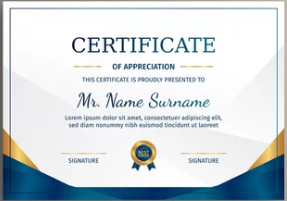 CERTIFICATE
OF APPRECIATION
THIS CERTIFICATE IS PROUDLY PRESENTED TO
Mr. Name Surname
Lorem ipsum dolor sit amet, consectetuer adipiscing elit,
sed diam nonummy nibh euismod tincidunt ut laoreet
SIGNATURE
BEST
SIGNATURE